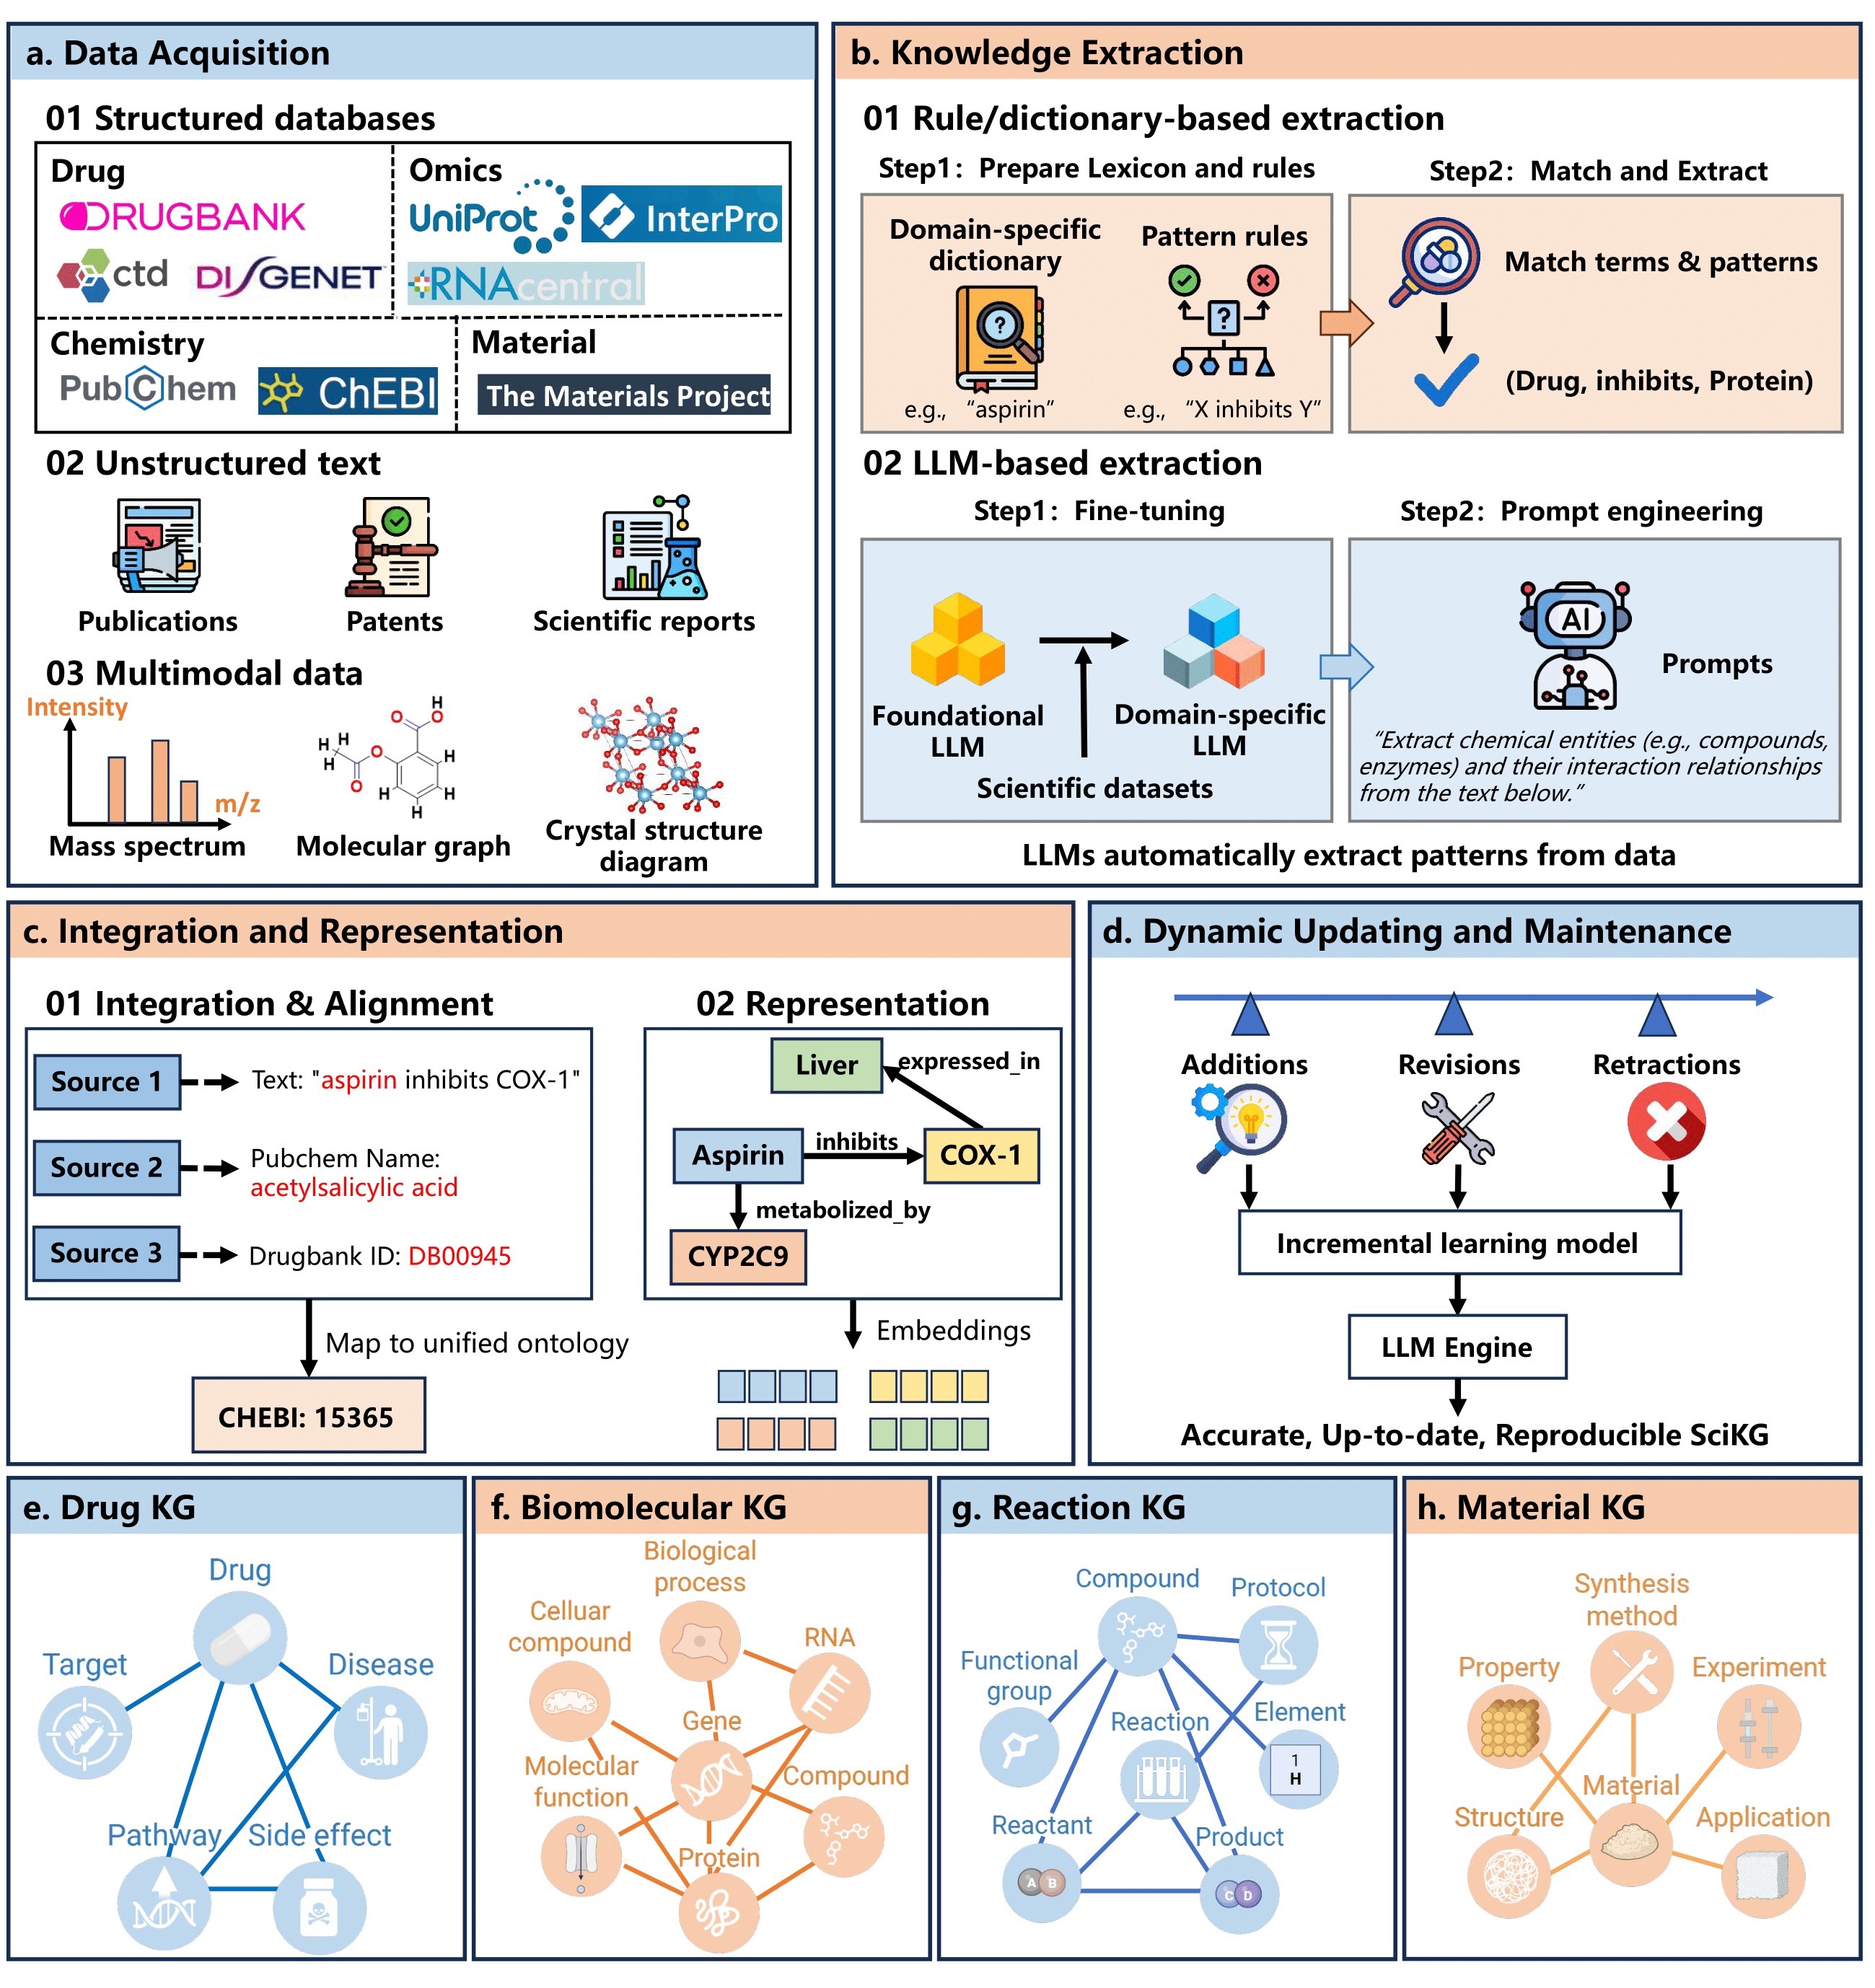 a. Data Acquisition
01 Structured databases
Drug
DRUGBANK
ctd
DISGENET
Omics
UniProt
InterPro
RNAcentral
Chemistry
PubChem
ChEBI
Material
The Materials Project
02 Unstructured text
Publications
Patents
Scientific reports
03 Multimodal data
Intensity
m/z
Mass spectrum
H
O
O
H
H
H
O
O
H
H
H
H
H
Molecular graph
Crystal structure
diagram
b. Knowledge Extraction
01 Rule/dictionary-based extraction
Step1: Prepare Lexicon and rules
Domain-specific
dictionary
?
e.g., “aspirin”
Pattern rules
?
e.g., “X inhibits Y”
Step2: Match and Extract
Match terms & patterns
(Drug, inhibits, Protein)
02 LLM-based extraction
Step1: Fine-tuning
Foundational
LLM
Domain-specific
LLM
Scientific datasets
Step2: Prompt engineering
AI
Prompts
“Extract chemical entities (e.g., compounds,
enzymes) and their interaction relationships
from the text below.”
LLMs automatically extract patterns from data
c. Integration and Representation
01 Integration & Alignment
Source 1
Text: "aspirin inhibits COX-1"
Source 2
Pubchem Name:
acetylsalicylic acid
Source 3
Drugbank ID: DB00945
Map to unified ontology
CHEBI: 15365
02 Representation
Liver
expressed_in
Aspirin
inhibits
COX-1
metabolized_by
CYP2C9
Embeddings
d. Dynamic Updating and Maintenance
Additions
Revisions
Retractions
Incremental learning model
LLM Engine
Accurate, Up-to-date, Reproducible SciKG
e. Drug KG
Drug
Target
Disease
Pathway
Side effect
f. Biomolecular KG
Biological
process
Celluar
compound
RNA
Gene
Molecular
function
Compound
Protein
g. Reaction KG
Compound
Protocol
Functional
group
Reaction
Element
1
H
Reactant
A B
Product
C D
h. Material KG
Synthesis
method
Property
Experiment
Material
Structure
Application